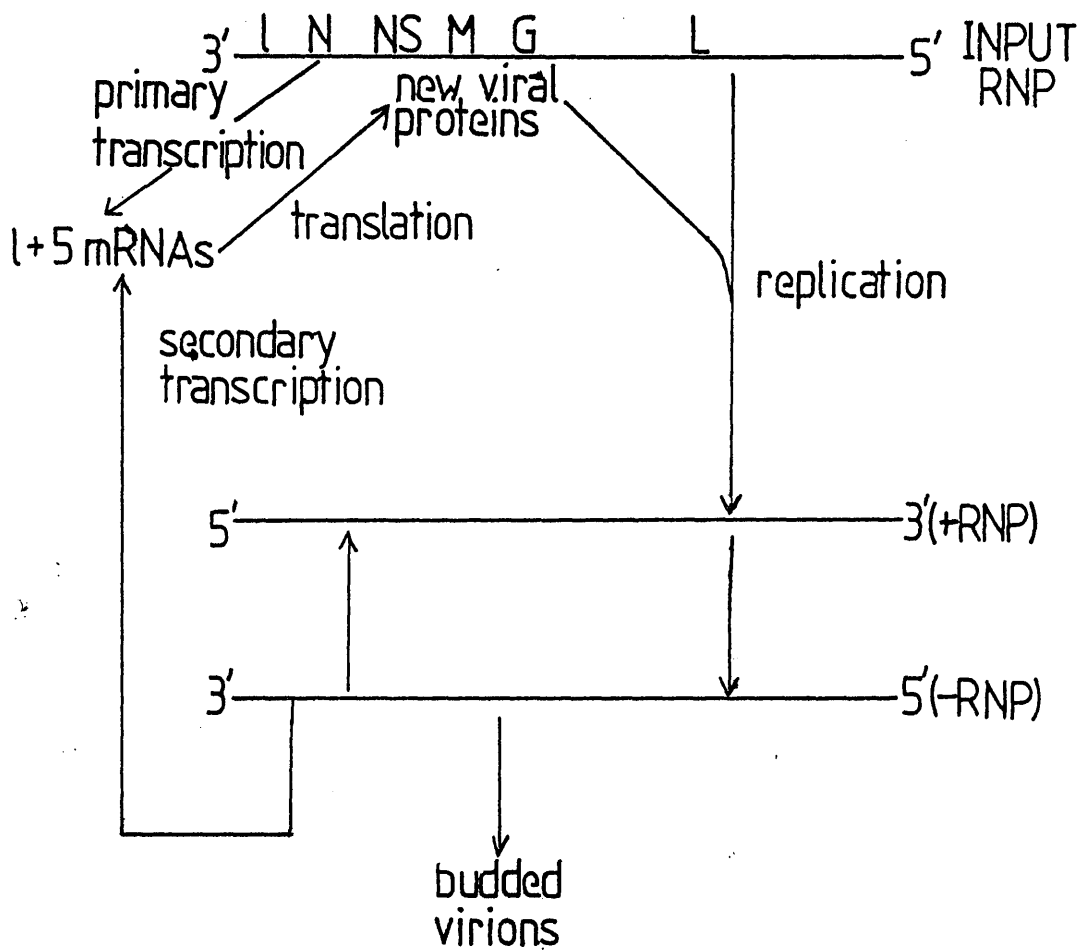 3′ l N NS M G L 5′ INPUT
RNP
primary
transcription
new viral
proteins
l+5 mRNAs
translation
replication
secondary
transcription
5′ 3′(+RNP)
3′ 5′(-RNP)
budded
virions